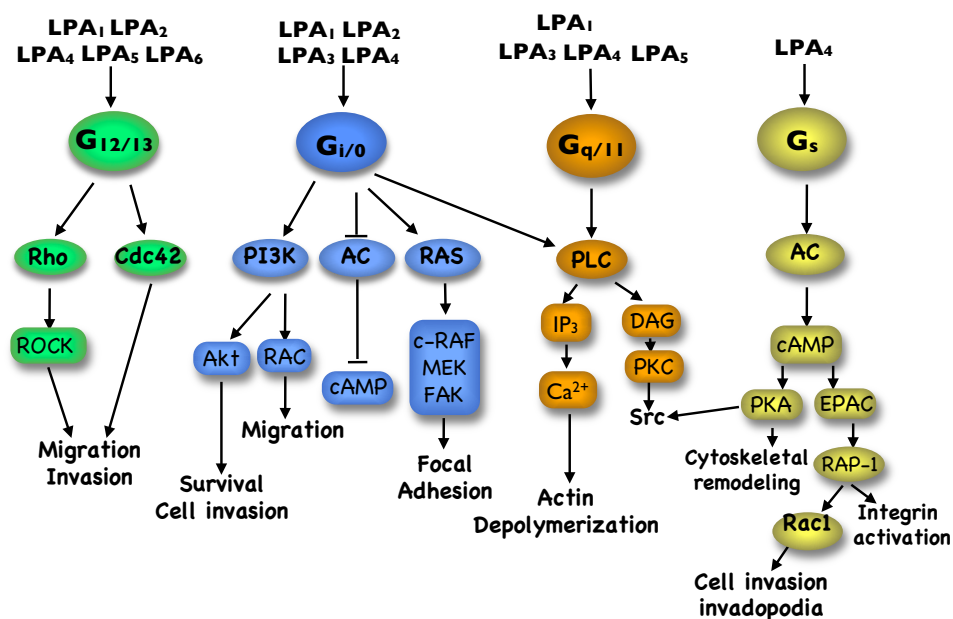 LPA₁ LPA₂
LPA₄ LPA₅ LPA₆
LPA₁ LPA₂
LPA₃ LPA₄
LPA₁
LPA₃ LPA₄ LPA₅
LPA₄
G₁₂/₁₃
Gᵢ/₀
Gq/₁₁
Gₛ
Rho
Cdc42
PI3K
AC
RAS
PLC
AC
ROCK
Akt
RAC
cAMP
c-RAF
MEK
FAK
IP₃
DAG
Ca²⁺
PKC
Src
cAMP
PKA
EPAC
RAP-1
Rac1
Migration
Invasion
Survival
Cell invasion
Migration
Focal
Adhesion
Actin
Depolymerization
Cytoskeletal
remodeling
Integrin
activation
Cell invasion
invadopodia